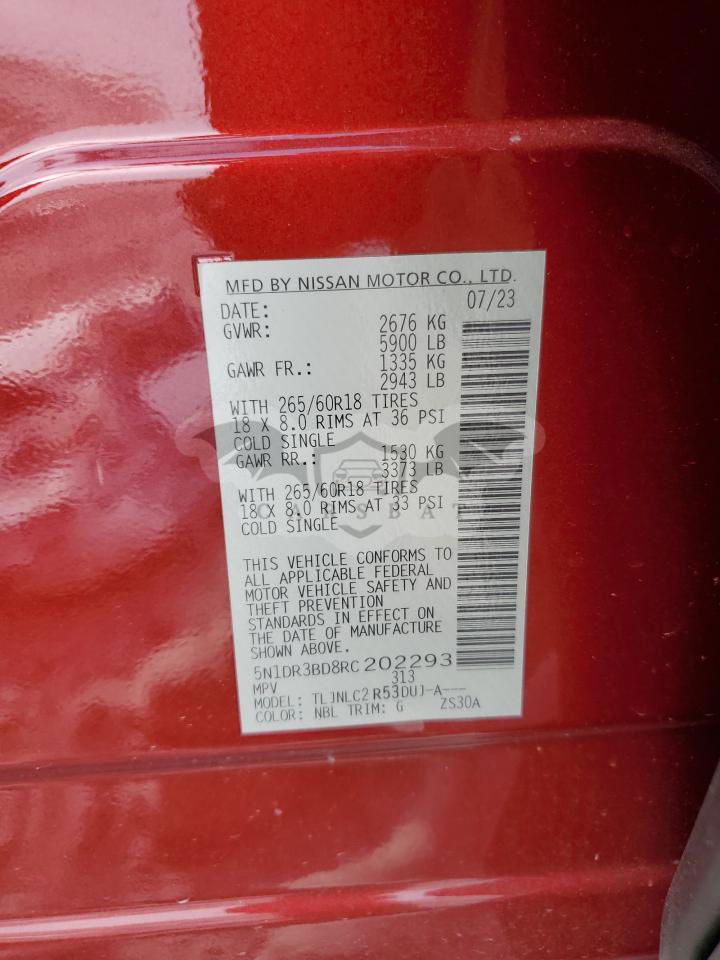 MFD BY NISSAN MOTOR CO., LTD.
DATE: 07/23
GVWR: 2676 KG
5900 LB
GAWR FR.: 1335 KG
2943 LB
WITH 265/60R18 TIRES
18 X 8.0 RIMS AT 36 PSI
COLD SINGLE
GAWR RR.: 1530 KG
3373 LB
WITH 265/60R18 TIRES
18 X 8.0 RIMS AT 33 PSI
COLD SINGLE
CARSBAT
THIS VEHICLE CONFORMS TO
ALL APPLICABLE FEDERAL
MOTOR VEHICLE SAFETY AND
THEFT PREVENTION
STANDARDS IN EFFECT ON
THE DATE OF MANUFACTURE
SHOWN ABOVE.
5N1DR3BD8RC202293
MPV 313
MODEL: TLJNLC2 R53DUJ-A---
COLOR: NBL TRIM: G ZS30A